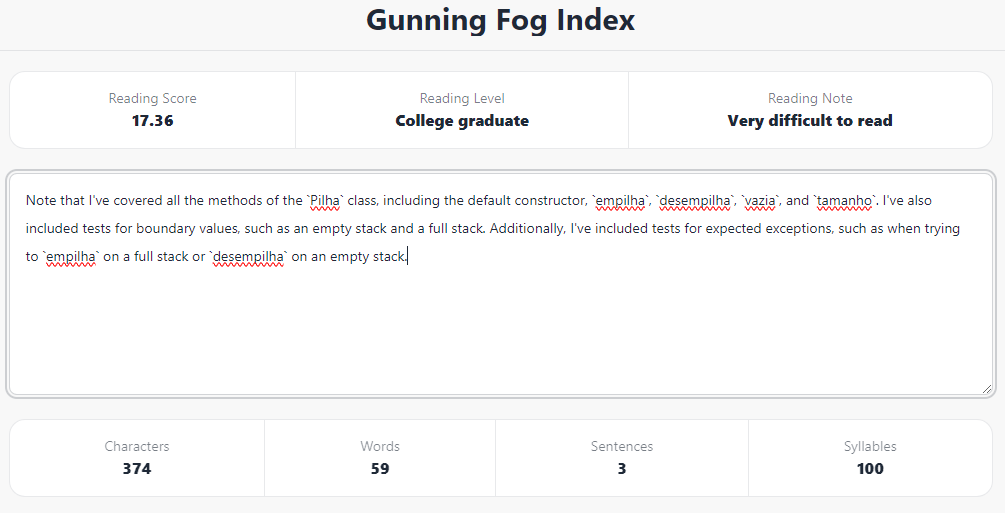 Gunning Fog Index
Reading Score
17.36
Reading Level
College graduate
Reading Note
Very difficult to read
Note that I've covered all the methods of the `Pilha` class, including the default constructor, `empilha`, `desempilha`, `vazia`, and `tamanho`. I've also
included tests for boundary values, such as an empty stack and a full stack. Additionally, I've included tests for expected exceptions, such as when trying
to `empilha` on a full stack or `desempilha` on an empty stack.
Characters
374
Words
59
Sentences
3
Syllables
100